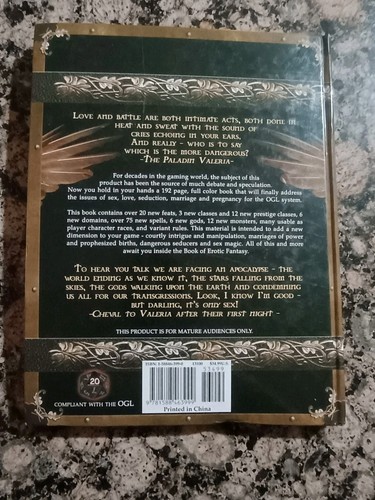 Love and battle are both intimate acts, both done in
heat and sweat with the sound of
cries echoing in your ears.
And really - who is to say
which is the more dangerous?
-The Paladin Valeria-
For decades in the gaming world, the subject of this
product has been the source of much debate and speculation.
Now you hold in your hands a 192 page, full color book that will finally address
the issues of sex, love, seduction, marriage and pregnancy for the OGL system.
This book contains over 20 new feats, 3 new classes and 12 new prestige classes, 6
new domains, over 75 new spells, 6 new gods, 12 new monsters, many usable as
player character races, and variant rules. This material is intended to add a new
dimension to your game - courtly intrigue and manipulation, marriages of power
and prophesized births, dangerous seducers and sex magic. All of this and more
await you inside the Book of Erotic Fantasy.
To hear you talk we are facing an apocalypse - the
world ending as we know it, the stars falling from the
skies, the gods walking upon the earth and condemning
us all for our transgressions. Look, I know I'm good -
but darling, it's only sex!
-Cheval to Valeria after their first night -
THIS PRODUCT IS FOR MATURE AUDIENCES ONLY.
53499
20
9 781588 463999
COMPLIANT WITH THE OGL
Printed in China